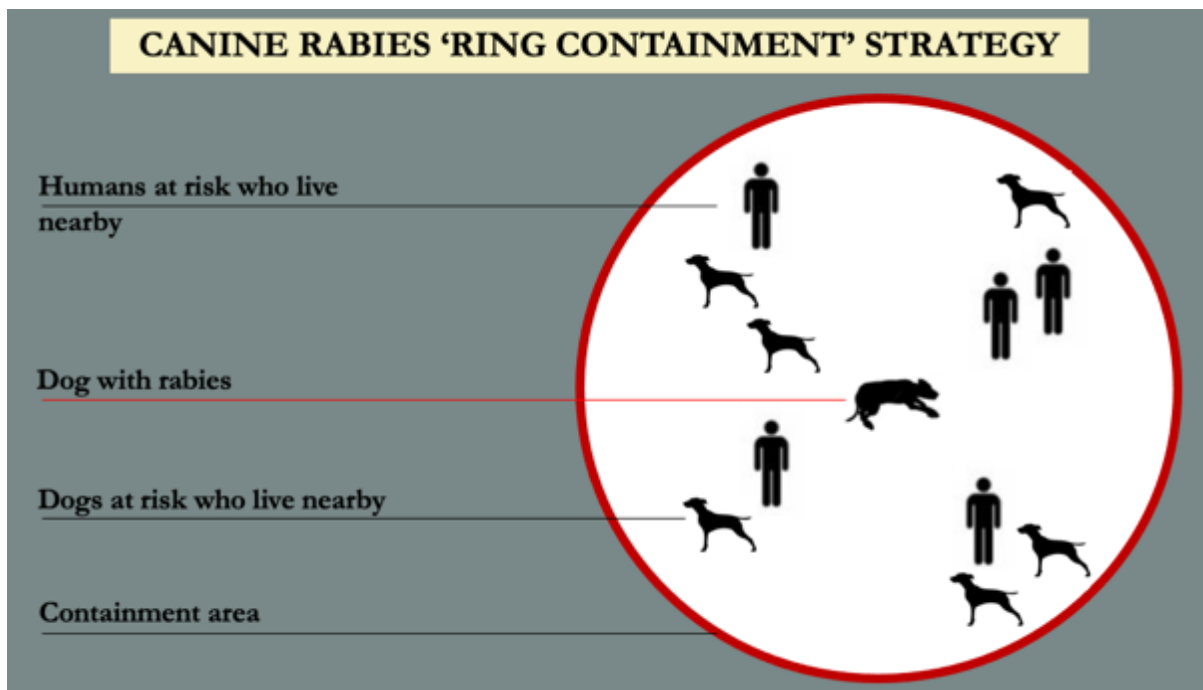 CANINE RABIES ‘RING CONTAINMENT’ STRATEGY
Humans at risk who live
nearby
Dog with rabies
Dogs at risk who live nearby
Containment area